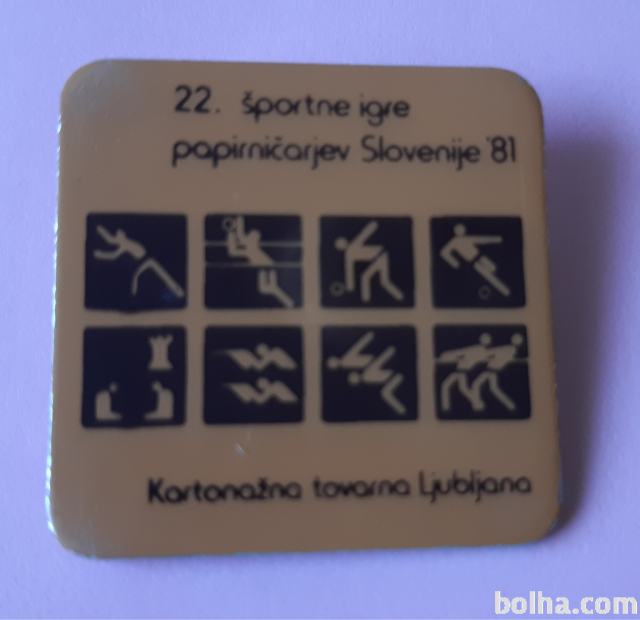 22. športne igre
papirničarjev Slovenije '81
Kartonažna tovarna Ljubljana
bolha.com